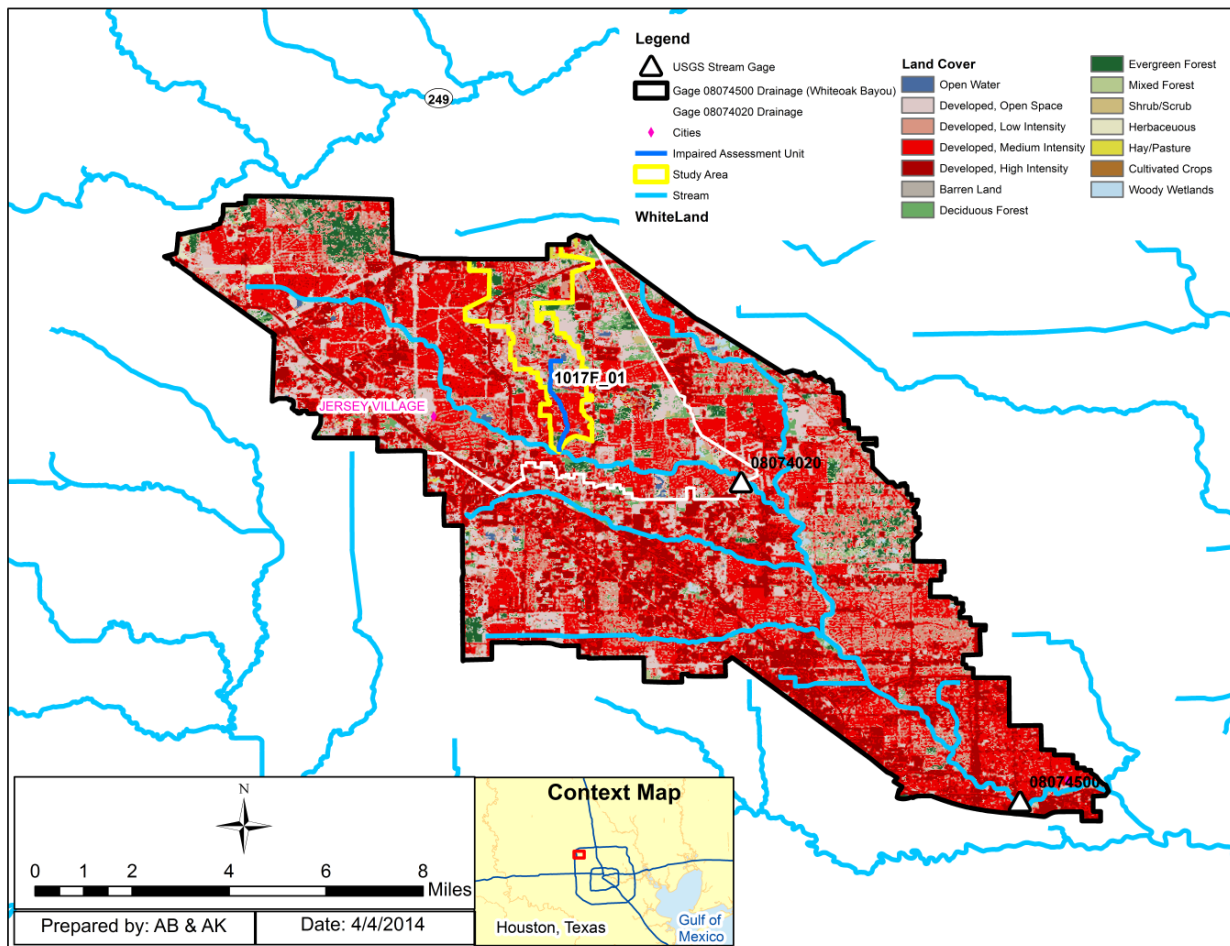 Legend
USGS Stream Gage
Gage 08074500 Drainage (Whiteoak Bayou)
Gage 08074020 Drainage
Cities
Impaired Assessment Unit
Study Area
Stream
WhiteLand
Land Cover
Open Water
Developed, Open Space
Developed, Low Intensity
Developed, Medium Intensity
Developed, High Intensity
Barren Land
Deciduous Forest
Evergreen Forest
Mixed Forest
Shrub/Scrub
Herbaceuous
Hay/Pasture
Cultivated Crops
Woody Wetlands
249
1017F_01
JERSEY VILLAGE
08074020
08074500
N
0 1 2 4 6 8
Miles
Prepared by: AB & AK
Date: 4/4/2014
Context Map
Houston, Texas
Gulf of
Mexico